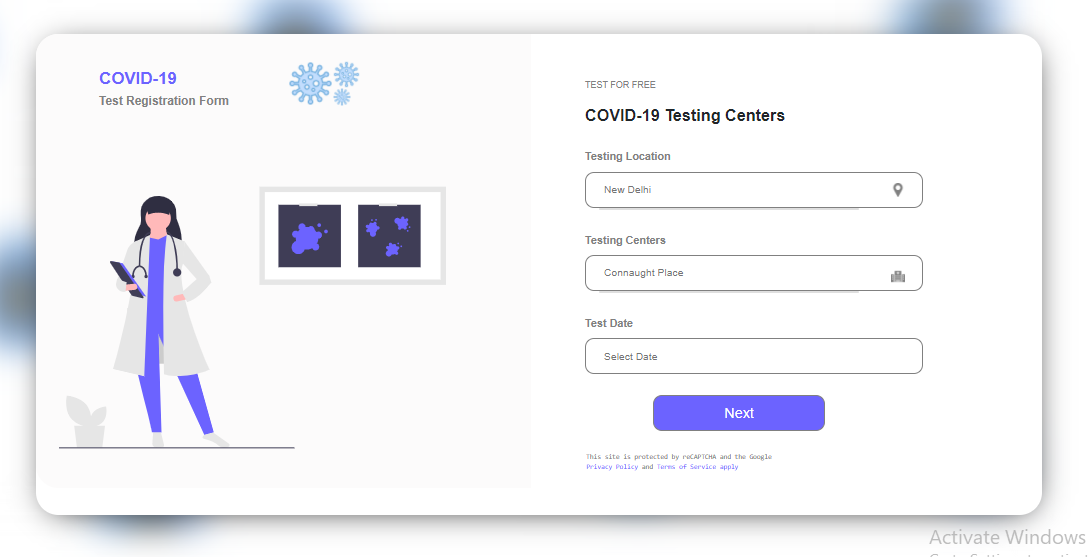 COVID-19
Test Registration Form
TEST FOR FREE
COVID-19 Testing Centers
Testing Location
New Delhi
Testing Centers
Connaught Place
Test Date
Select Date
Next
This site is protected by reCAPTCHA and the Google
Privacy Policy and Terms of Service apply
Activate Windows